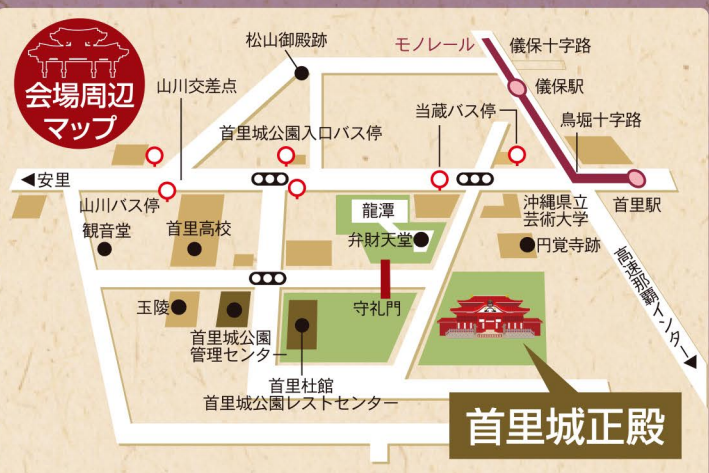 会場周辺
マップ
松山御殿跡
モノレール
儀保十字路
儀保駅
山川交差点
当蔵バス停
鳥堀十字路
首里城公園入口バス停
◀安里
山川バス停
観音堂
首里高校
龍潭
弁財天堂
沖縄県立
芸術大学
首里駅
円覚寺跡
高速那覇インター
玉陵
首里城公園
管理センター
守礼門
首里杜館
首里城公園レストセンター
首里城正殿